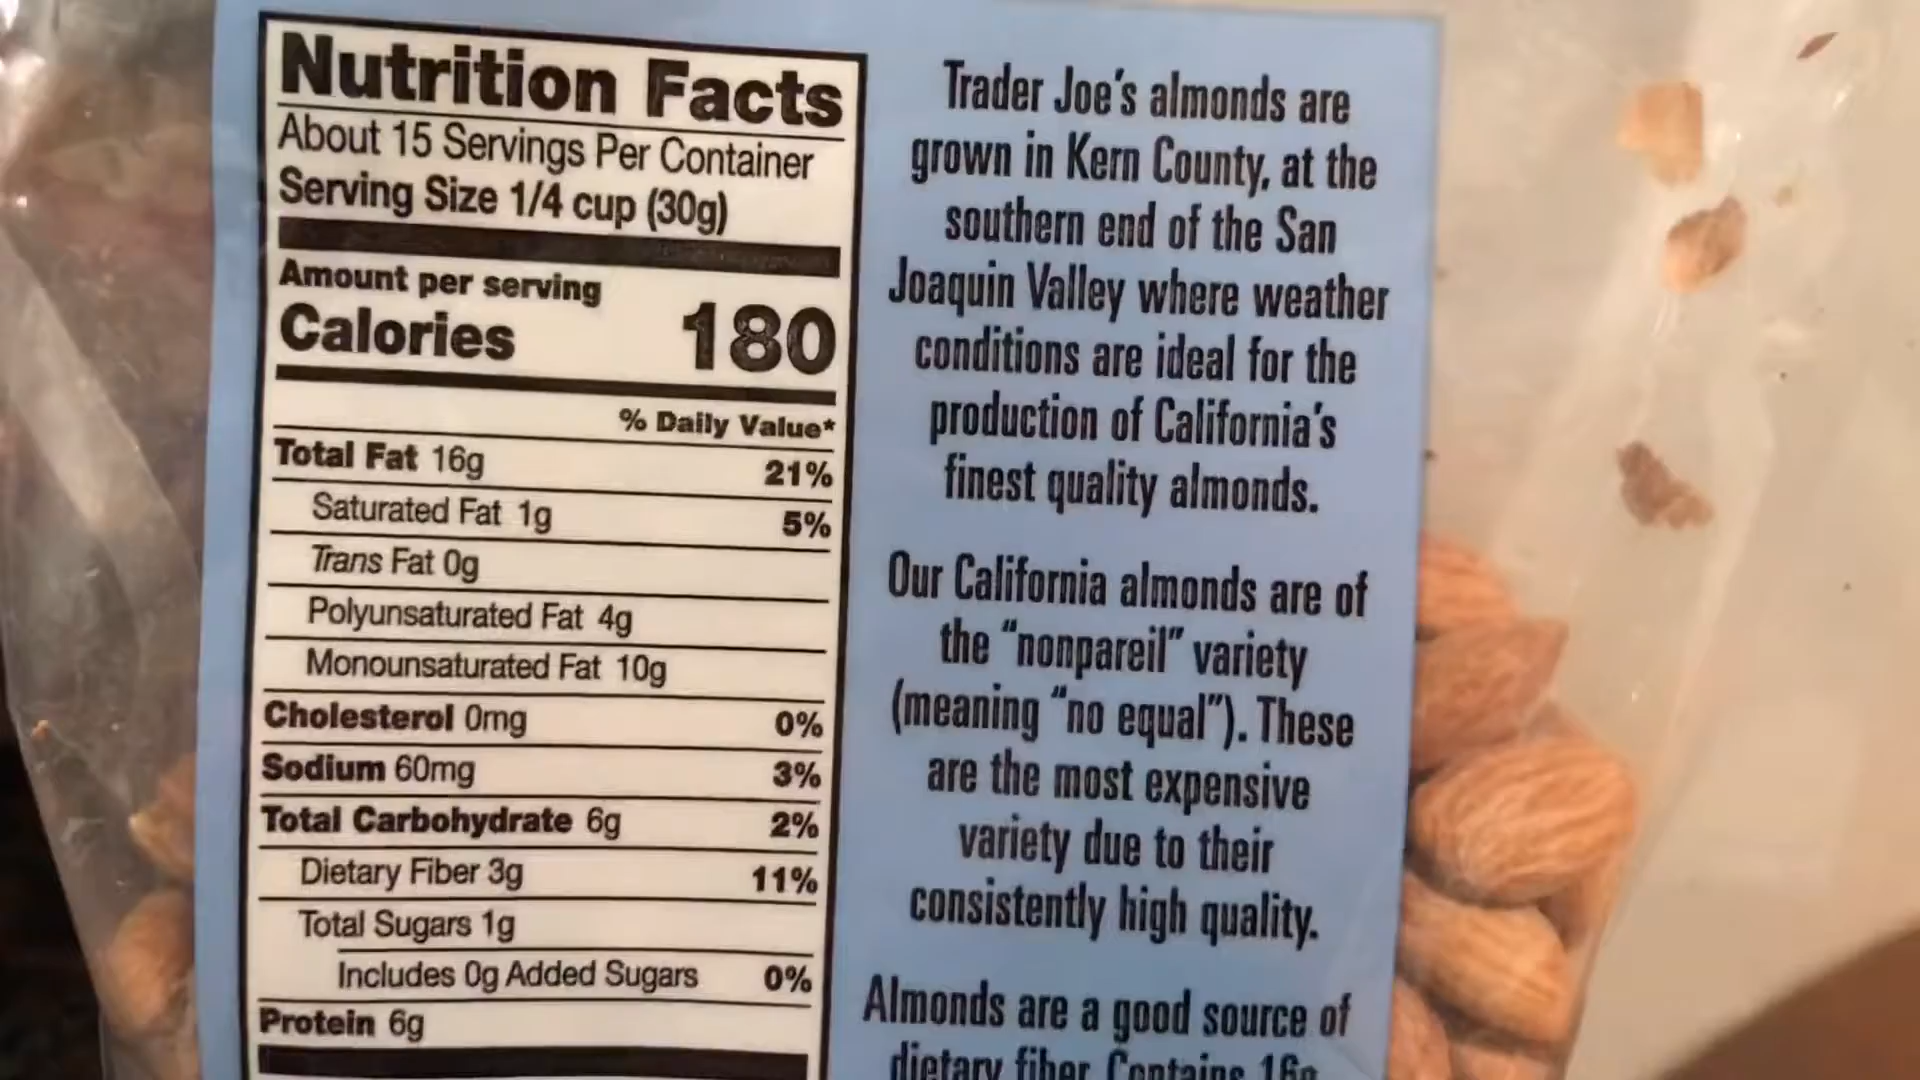 Nutrition Facts
About 15 Servings Per Container
Serving Size 1/4 cup (30g)
Amount per serving
Calories 180
% Daily Value*
Total Fat 16g 21%
Saturated Fat 1g 5%
Trans Fat 0g
Polyunsaturated Fat 4g
Monounsaturated Fat 10g
Cholesterol 0mg 0%
Sodium 60mg 3%
Total Carbohydrate 6g 2%
Dietary Fiber 3g 11%
Total Sugars 1g
Includes 0g Added Sugars 0%
Protein 6g
Trader Joe's almonds are
grown in Kern County, at the
southern end of the San
Joaquin Valley where weather
conditions are ideal for the
production of California's
finest quality almonds.
Our California almonds are of
the "nonpareil" variety
(meaning "no equal"). These
are the most expensive
variety due to their
consistently high quality.
Almonds are a good source of
dietary fiber. Contains 16g